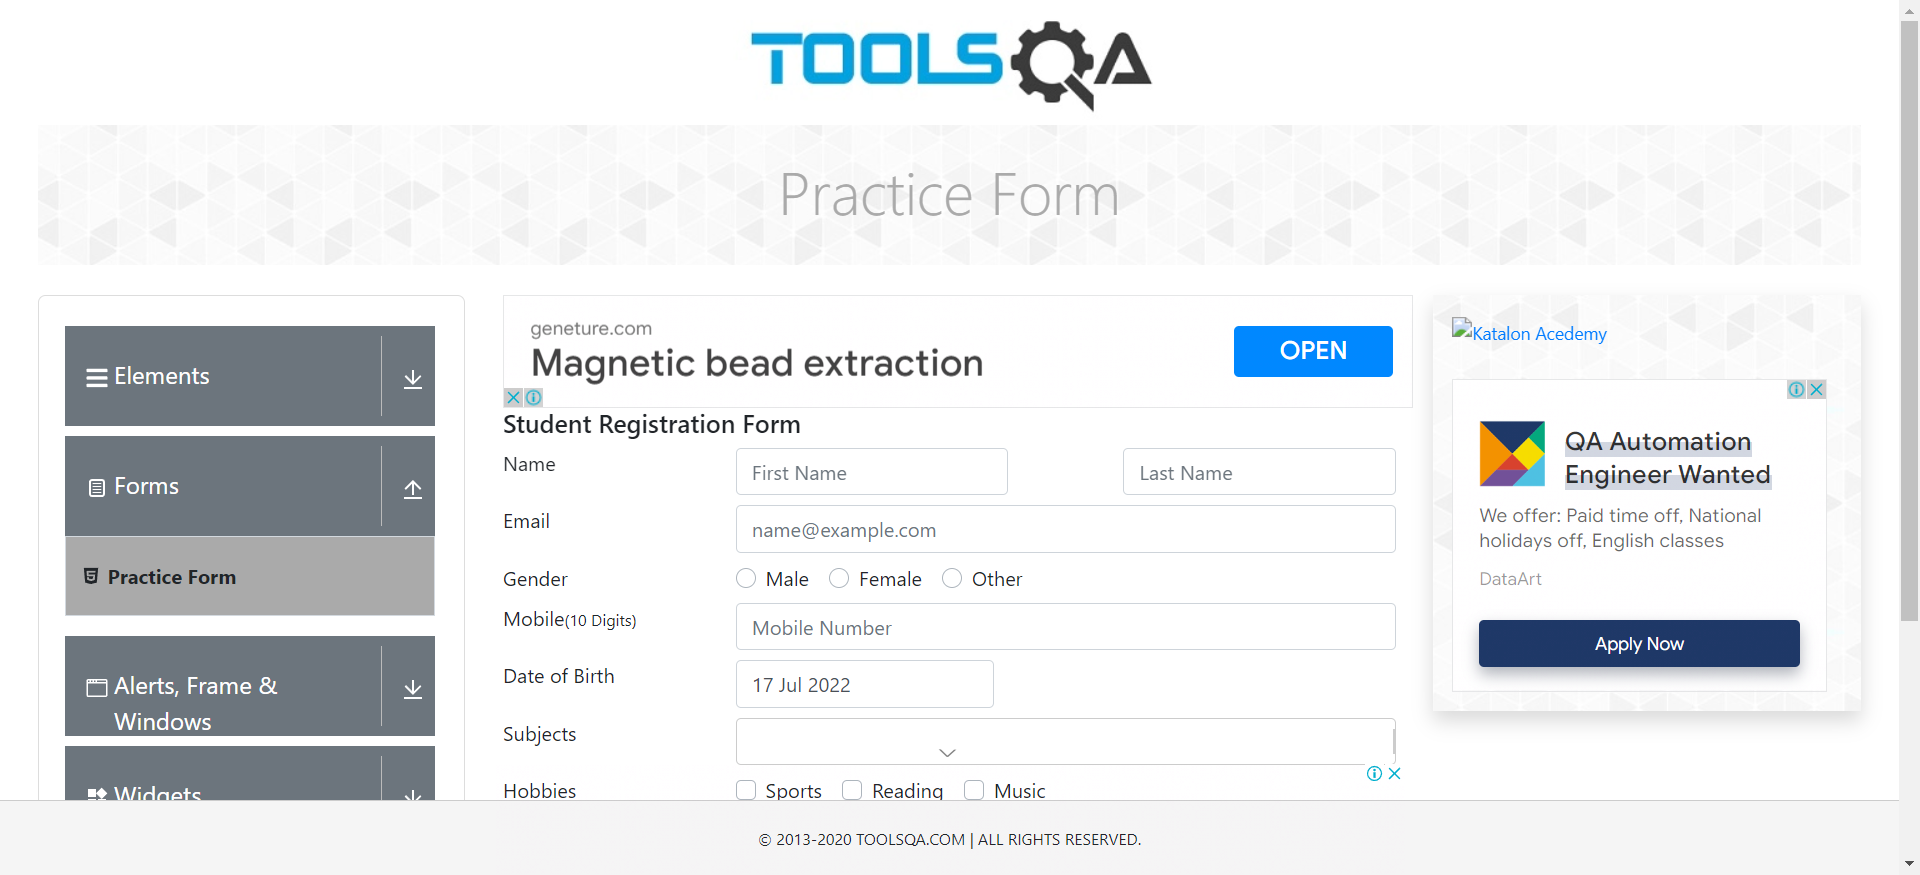 TOOLSQA
Practice Form
Elements
Forms
Practice Form
Alerts, Frame &
Windows
Widgets
geneture.com
Magnetic bead extraction
OPEN
Student Registration Form
Name
First Name
Last Name
Email
name@example.com
Gender
Male
Female
Other
Mobile(10 Digits)
Mobile Number
Date of Birth
17 Jul 2022
Subjects
Hobbies
Sports
Reading
Music
Katalon Acedemy
QA Automation
Engineer Wanted
We offer: Paid time off, National
holidays off, English classes
DataArt
Apply Now
© 2013-2020 TOOLSQA.COM | ALL RIGHTS RESERVED.